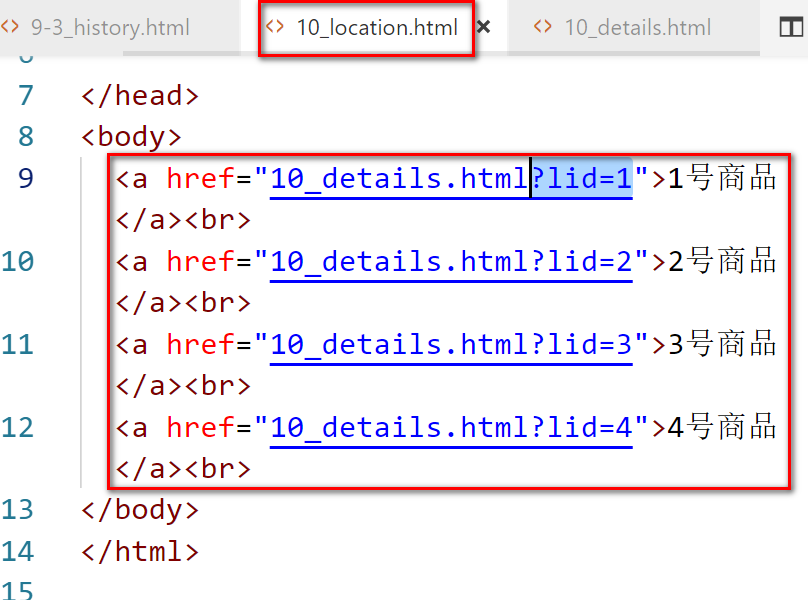 9-3_history.html
10_location.html
10_details.html
6
7 </head>
8 <body>
9 <a href="10_details.html?lid=1">1号商品
</a><br>
10 <a href="10_details.html?lid=2">2号商品
</a><br>
11 <a href="10_details.html?lid=3">3号商品
</a><br>
12 <a href="10_details.html?lid=4">4号商品
</a><br>
13 </body>
14 </html>
15